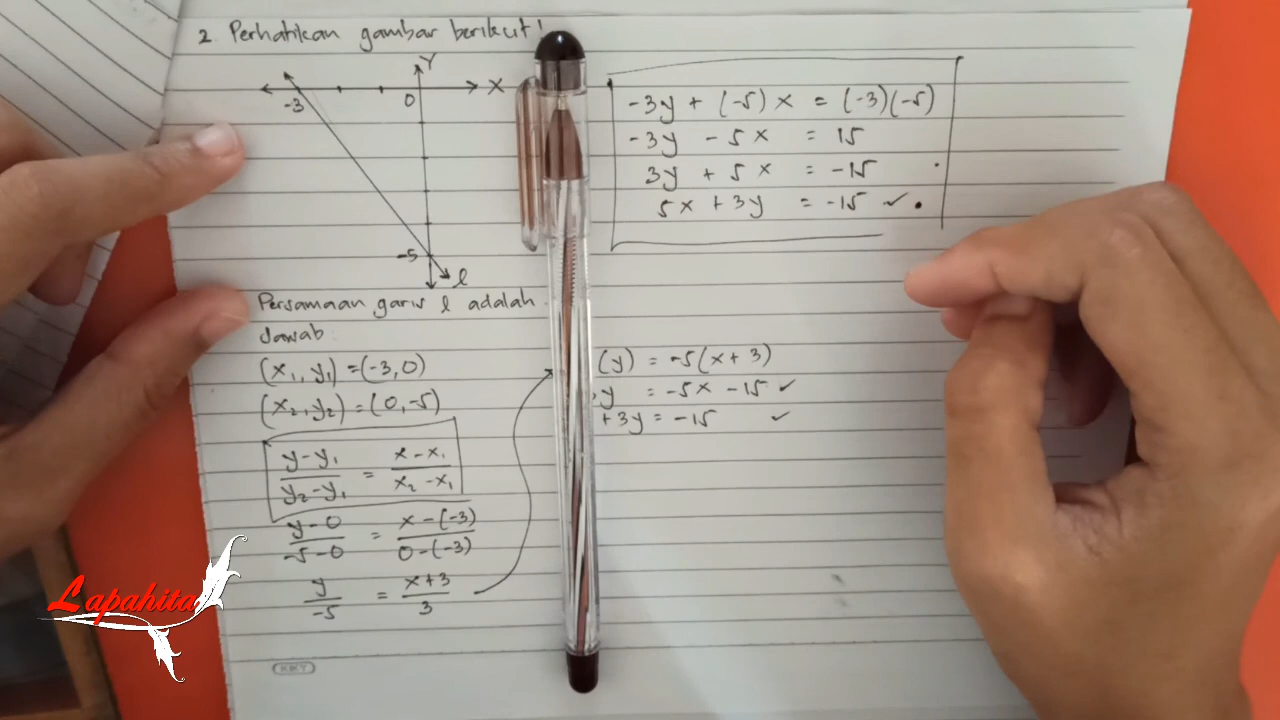 2. Perhatikan gambar berikut!
Y
X
-3
0
-5
l
Persamaan garis l adalah
Jawab:
(x₁, y₁) = (-3, 0)
(x₂, y₂) = (0, -5)
y - y₁ / y₂ - y₁ = x - x₁ / x₂ - x₁
y - 0 / -5 - 0 = x - (-3) / 0 - (-3)
y / -5 = x + 3 / 3
-3y + (-5)x = (-3)(-5)
-3y - 5x = 15
3y + 5x = -15
5x + 3y = -15 ✓
(y) = -5(x + 3)
y = -5x - 15 ✓
+ 3y = -15 ✓
KKY
Lapahita